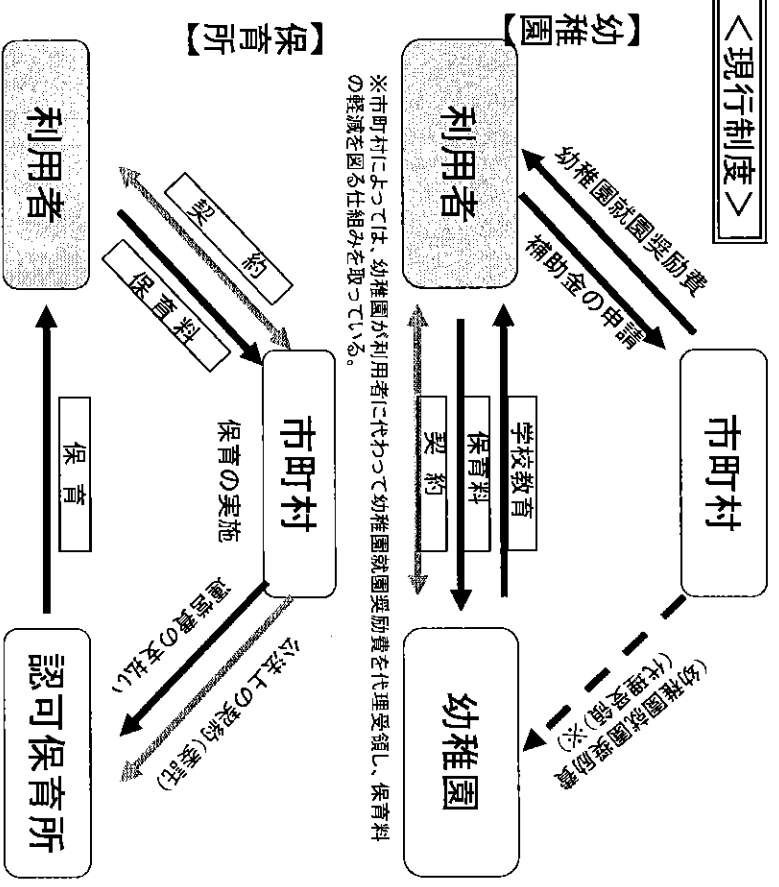 ＜現行制度＞
【幼稚園】
市町村
幼稚園就園奨励費
補助金の申請
（幼稚園就園奨励費
（代理受領）（※）
利用者
学校教育
保育料
契 約
幼稚園
※市町村によっては、幼稚園が利用者に代わって幼稚園就園奨励費を代理受領し、保育料
の軽減を図る仕組みを取っている。
【保育所】
市町村
保育の実施
契 約
保育料
運営費の支払い
公法上の契約（委託）
利用者
保 育
認可保育所